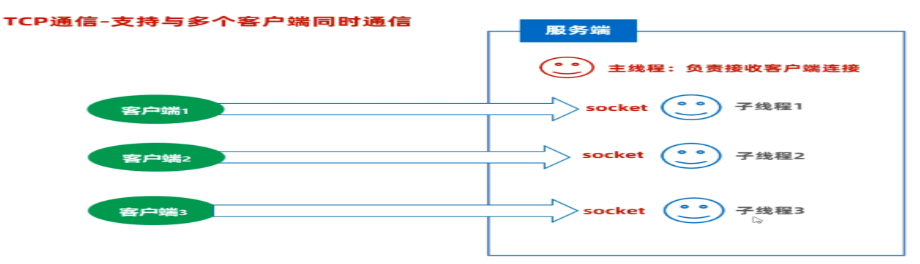 TCP通信-支持与多个客户端同时通信
服务端
主线程：负责接收客户端连接
客户端1
socket
子线程1
客户端2
socket
子线程2
客户端3
socket
子线程3